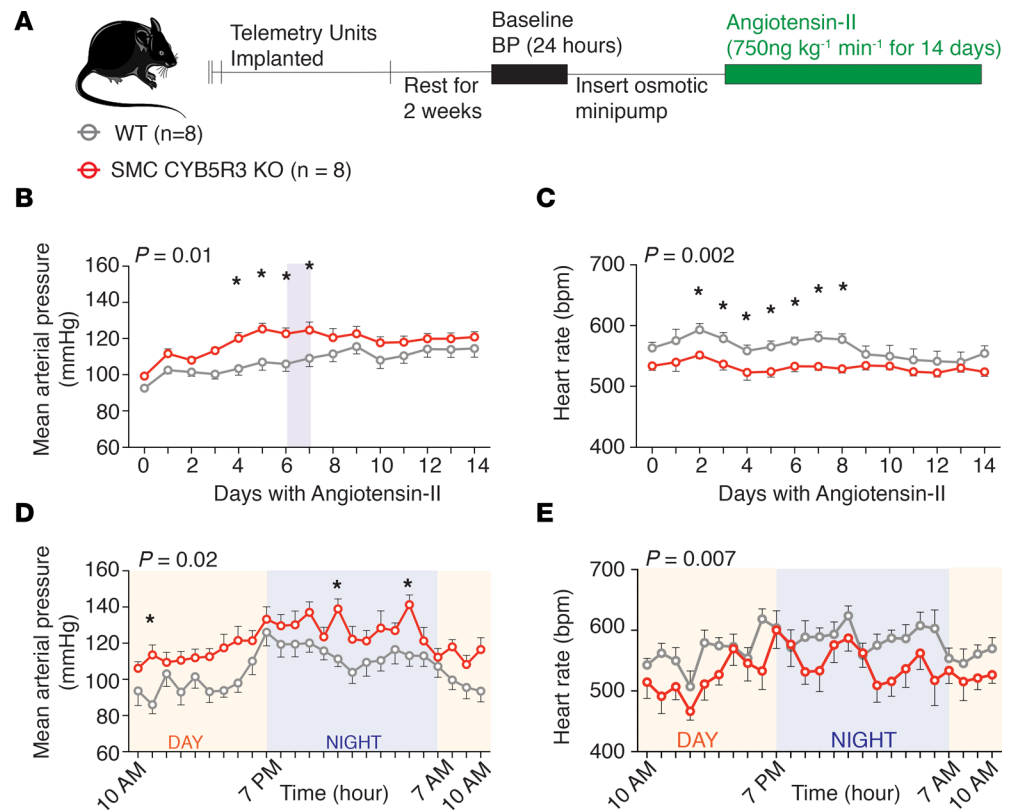 A
Telemetry Units
Implanted
Rest for
2 weeks
Baseline
BP (24 hours)
Insert osmotic
minipump
Angiotensin-II
(750ng kg⁻¹ min⁻¹ for 14 days)
WT (n=8)
SMC CYB5R3 KO (n = 8)
B
P = 0.01
Mean arterial pressure
(mmHg)
160
140
120
100
80
60
* * * *
0 2 4 6 8 10 12 14
Days with Angiotensin-II
C
P = 0.002
Heart rate (bpm)
700
600
500
400
* * * * * * *
0 2 4 6 8 10 12 14
Days with Angiotensin-II
D
P = 0.02
Mean arterial pressure
(mmHg)
160
140
120
100
80
60
* * *
DAY NIGHT
10 AM 7 PM 7 AM 10 AM
Time (hour)
E
P = 0.007
Heart rate (bpm)
700
600
500
400
DAY NIGHT
10 AM 7 PM 7 AM 10 AM
Time (hour)